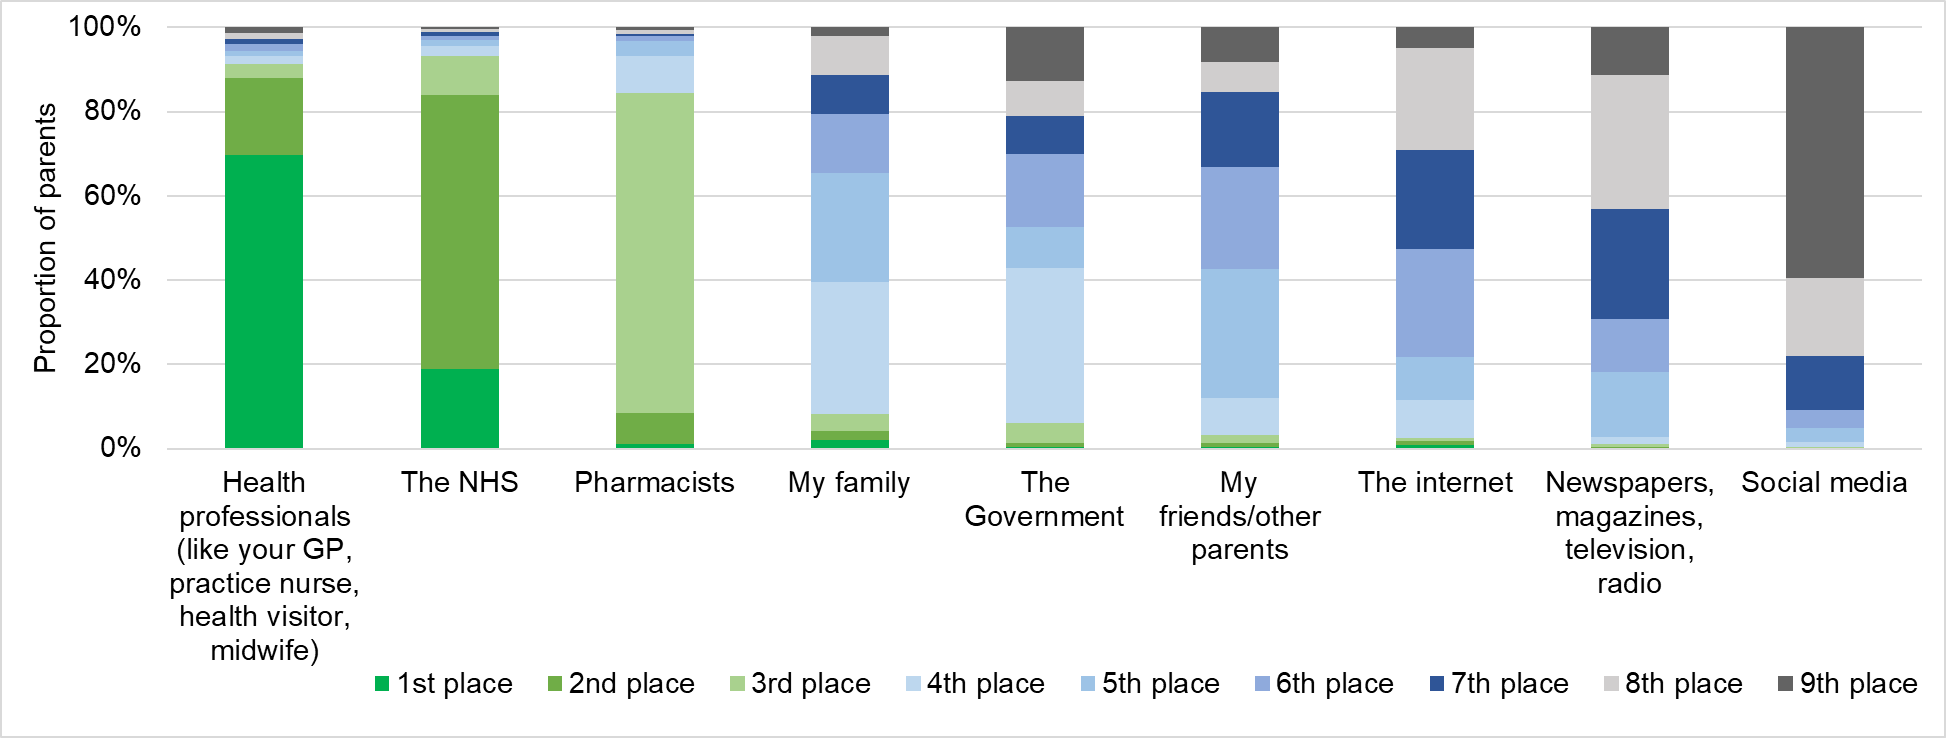 100%
80%
60%
40%
20%
0%
Proportion of parents
Health
professionals
(like your GP,
practice nurse,
health visitor,
midwife)
The NHS
Pharmacists
My family
The
Government
My
friends/other
parents
The internet
Newspapers,
magazines,
television,
radio
Social media
1st place
2nd place
3rd place
4th place
5th place
6th place
7th place
8th place
9th place